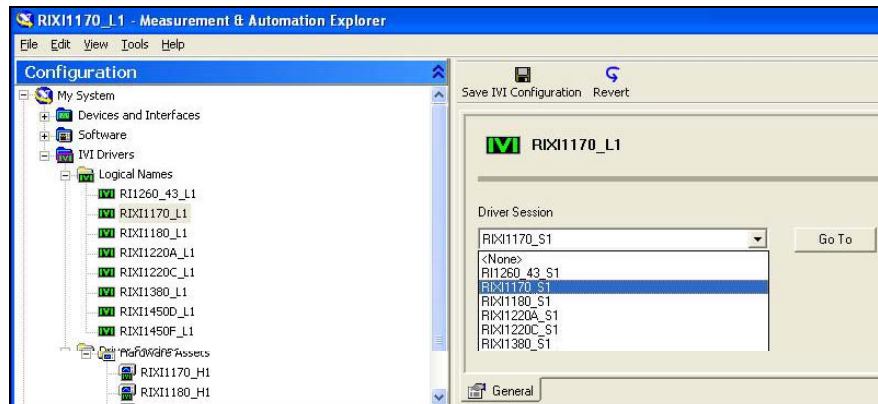 RIXI1170_L1 - Measurement & Automation Explorer
File Edit View Tools Help
Configuration
My System
Devices and Interfaces
Software
IVI Drivers
Logical Names
RI1260_43_L1
RIXI1170_L1
RIXI1180_L1
RIXI1220A_L1
RIXI1220C_L1
RIXI1380_L1
RIXI1450D_L1
RIXI1450F_L1
Hardware Assets
RIXI1170_H1
RIXI1180_H1
Save IVI Configuration Revert
IVI RIXI1170_L1
Driver Session
RIXI1170_S1 Go To
<None>
RI1260_43_S1
RIXI1170_S1
RIXI1180_S1
RIXI1220A_S1
RIXI1220C_S1
RIXI1380_S1
General